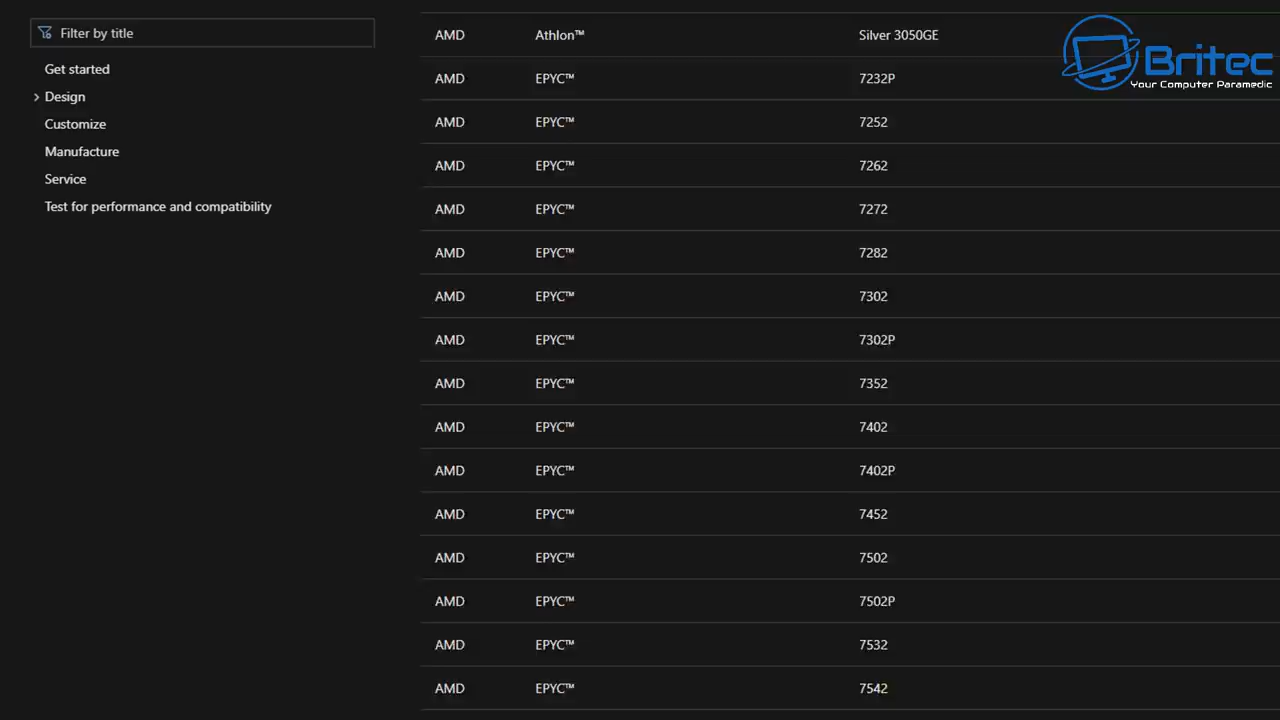 Filter by title
Get started
Design
Customize
Manufacture
Service
Test for performance and compatibility
AMD Athlon™ Silver 3050GE
AMD EPYC™ 7232P
AMD EPYC™ 7252
AMD EPYC™ 7262
AMD EPYC™ 7272
AMD EPYC™ 7282
AMD EPYC™ 7302
AMD EPYC™ 7302P
AMD EPYC™ 7352
AMD EPYC™ 7402
AMD EPYC™ 7402P
AMD EPYC™ 7452
AMD EPYC™ 7502
AMD EPYC™ 7502P
AMD EPYC™ 7532
AMD EPYC™ 7542
Britec
Your Computer Paramedic